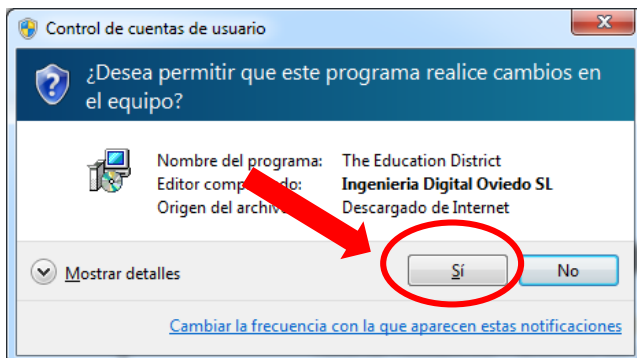 Control de cuentas de usuario
¿Desea permitir que este programa realice cambios en
el equipo?
Nombre del programa: The Education District
Editor comp do: Ingenieria Digital Oviedo SL
Origen del archiv Descargado de Internet
Mostrar detalles
Sí
No
Cambiar la frecuencia con la que aparecen estas notificaciones